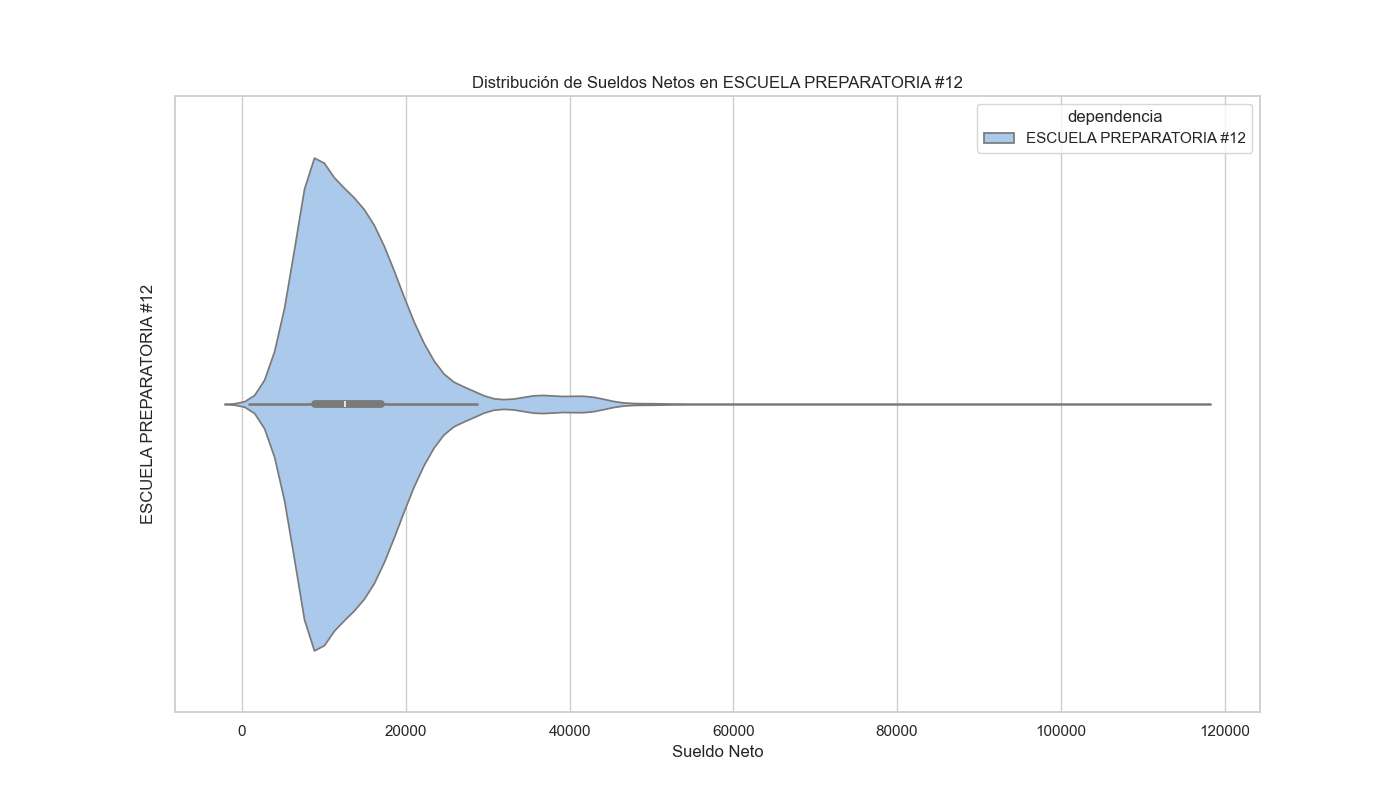 Distribución de Sueldos Netos en ESCUELA PREPARATORIA #12
dependencia
ESCUELA PREPARATORIA #12
ESCUELA PREPARATORIA #12
0
20000
40000
60000
80000
100000
120000
Sueldo Neto